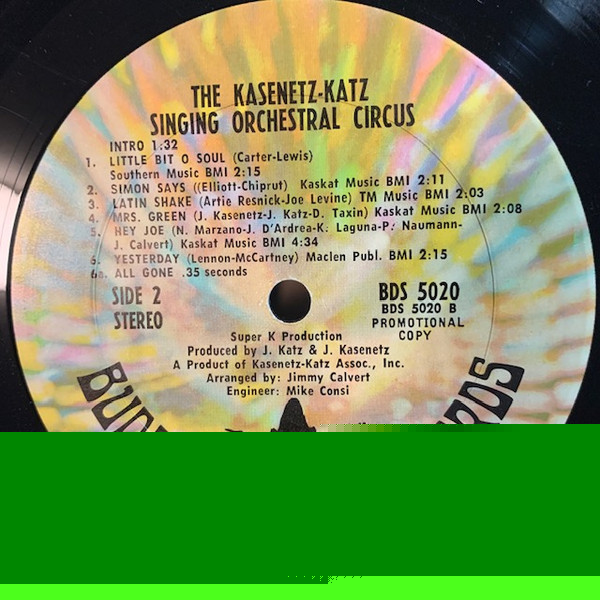 THE KASENETZ-KATZ
SINGING ORCHESTRAL CIRCUS
INTRO 1:32
1. LITTLE BIT O SOUL (Carter-Lewis)
Southern Music BMI 2:15
2. SIMON SAYS ((Elliott-Chiprut) Kaskat Music BMI 2:11
3. LATIN SHAKE (Artie Resnick-Joe Levine) TM Music BMI 2:03
4. MRS. GREEN (J. Kasenetz-J. Katz-D. Taxin) Kaskat Music BMI 2:08
5. HEY JOE (N. Marzano-J. D'Ardrea-K. Laguna-P. Naumann-
J. Calvert) Kaskat Music BMI 4:34
6. YESTERDAY (Lennon-McCartney) Maclen Publ. BMI 2:15
6a. ALL GONE .35 seconds
SIDE 2
STEREO
BDS 5020
BDS 5020 B
PROMOTIONAL
COPY
Super K Production
Produced by J. Katz & J. Kasenetz
A Product of Kasenetz-Katz Assoc., Inc.
Arranged by: Jimmy Calvert
Engineer: Mike Consi